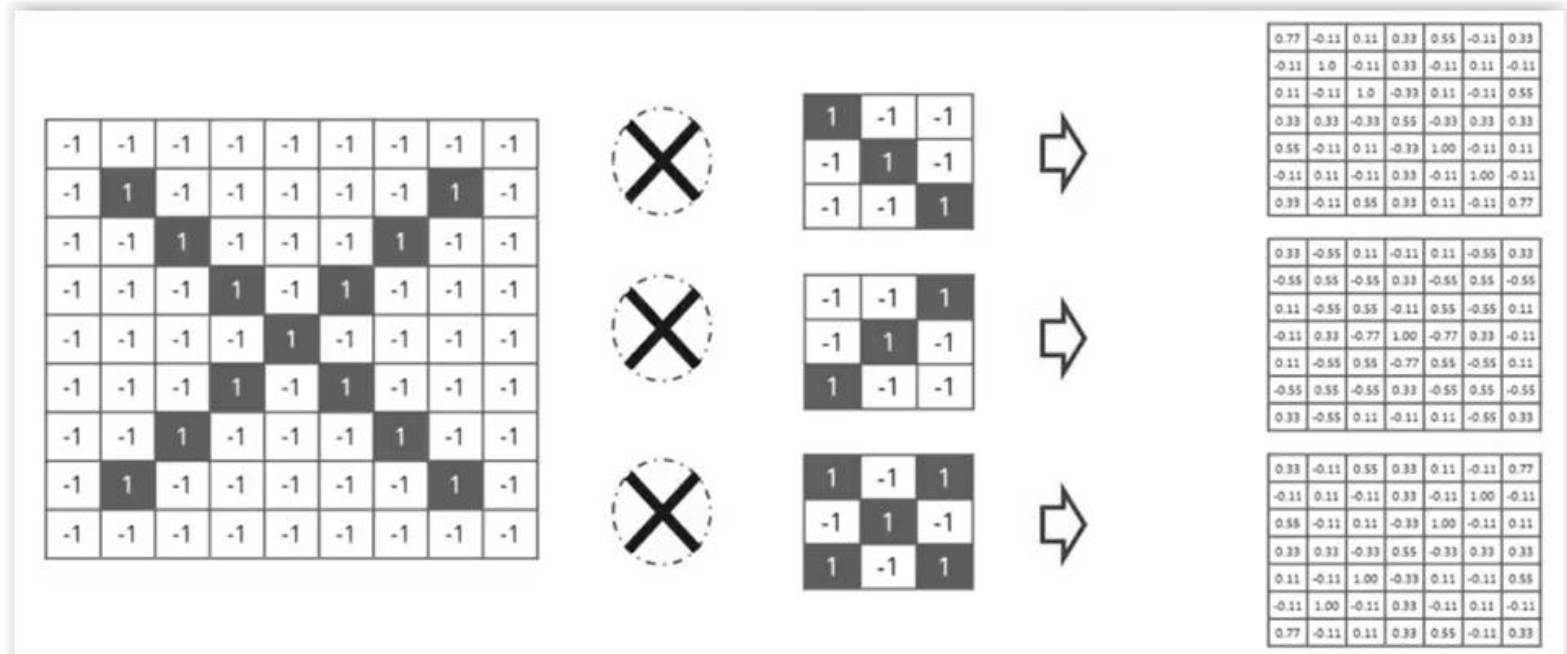 -1 -1 -1 -1 -1 -1 -1 -1 -1
-1 1 -1 -1 -1 -1 -1 1 -1
-1 -1 1 -1 -1 -1 1 -1 -1
-1 -1 -1 1 -1 1 -1 -1 -1
-1 -1 -1 -1 1 -1 -1 -1 -1
-1 -1 -1 1 -1 1 -1 -1 -1
-1 -1 1 -1 -1 -1 1 -1 -1
-1 1 -1 -1 -1 -1 -1 1 -1
-1 -1 -1 -1 -1 -1 -1 -1 -1
1 -1 -1
-1 1 -1
-1 -1 1
0.77 -0.11 0.11 0.33 0.55 -0.11 0.33
-0.11 1.0 -0.11 0.33 -0.11 0.11 -0.11
0.11 -0.11 1.0 -0.33 0.11 -0.11 0.55
0.33 0.33 -0.33 0.55 -0.33 0.33 0.33
0.55 -0.11 0.11 -0.33 1.00 -0.11 0.11
-0.11 0.11 -0.11 0.33 -0.11 1.00 -0.11
0.33 -0.11 0.55 0.33 0.11 -0.11 0.77
-1 -1 1
-1 1 -1
1 -1 -1
0.33 -0.55 0.11 -0.11 0.11 -0.55 0.33
-0.55 0.55 -0.55 0.33 -0.55 0.55 -0.55
0.11 -0.55 0.55 -0.11 0.55 -0.55 0.11
-0.11 0.33 -0.77 1.00 -0.77 0.33 -0.11
0.11 -0.55 0.55 -0.77 0.55 -0.55 0.11
-0.55 0.55 -0.55 0.33 -0.55 0.55 -0.55
0.33 -0.55 0.11 -0.11 0.11 -0.55 0.33
1 -1 1
-1 1 -1
1 -1 1
0.33 -0.11 0.55 0.33 0.11 -0.11 0.77
-0.11 0.11 -0.11 0.33 -0.11 1.00 -0.11
0.55 -0.11 0.11 -0.33 1.00 -0.11 0.11
0.33 0.33 -0.33 0.55 -0.33 0.33 0.33
0.11 -0.11 1.00 -0.33 0.11 -0.11 0.55
-0.11 1.00 -0.11 0.33 -0.11 0.11 -0.11
0.77 -0.11 0.11 0.33 0.55 -0.11 0.33